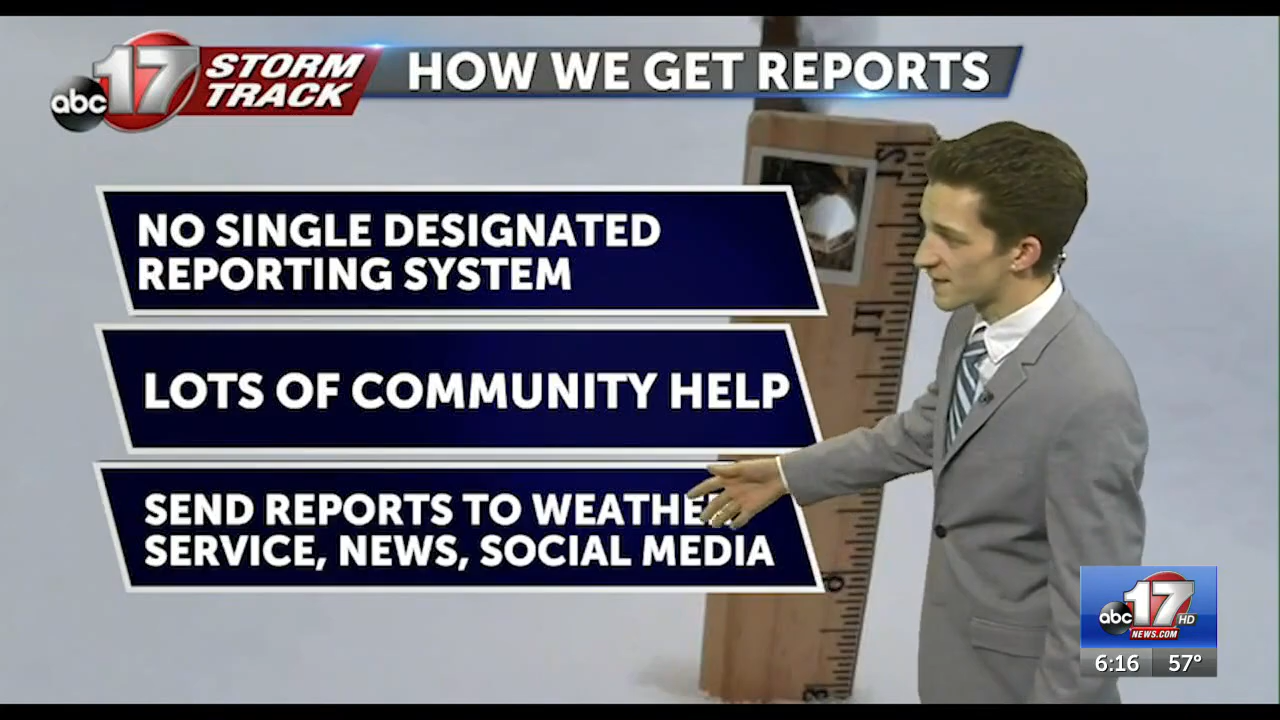 abc 17 STORM TRACK
HOW WE GET REPORTS
NO SINGLE DESIGNATED
REPORTING SYSTEM
LOTS OF COMMUNITY HELP
SEND REPORTS TO
SERVICE, NEWS, SOCIAL MEDIA
11
abc 17 HD
NEWS.COM
6:16 57°